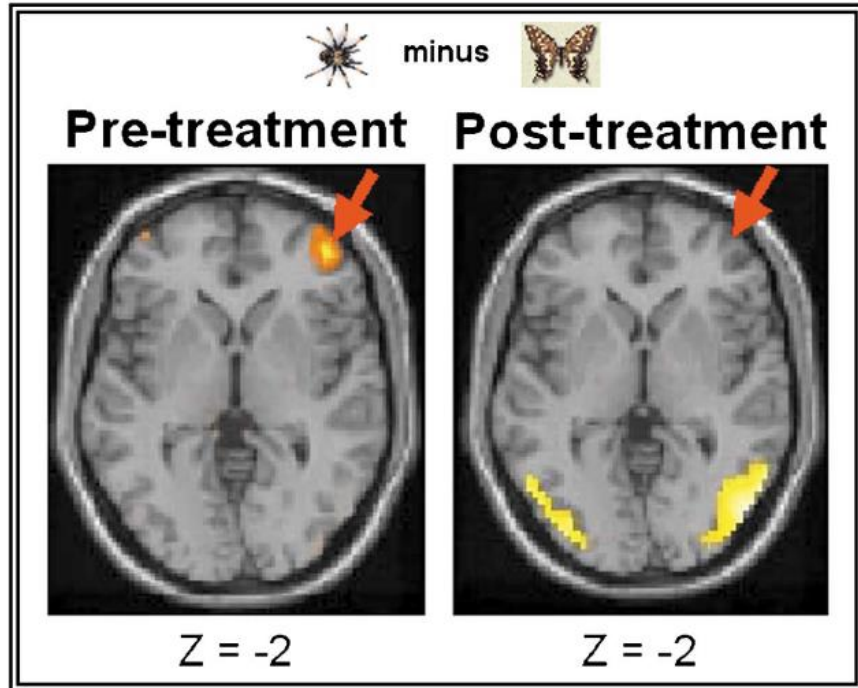 minus
Pre-treatment Post-treatment
Z = -2 Z = -2